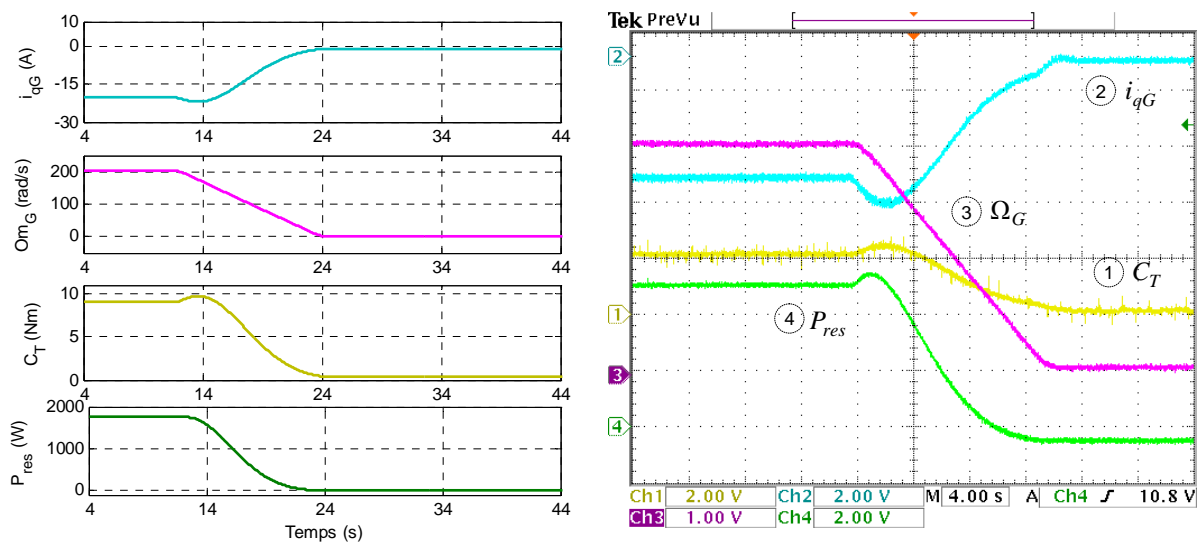 10
0
-15
-30
i_qG (A)
4 14 24 34 44
200
100
0
Om_G (rad/s)
4 14 24 34 44
10
5
0
C_T (Nm)
4 14 24 34 44
2000
1000
0
P_res (W)
4 14 24 34 44
Temps (s)
Tek PreVu
2
1
3
4
② i_qG
③ Ω_G
① C_T
④ P_res
Ch1 2.00 V Ch2 2.00 V M 4.00 s A Ch4 ƒ 10.8 V
Ch3 1.00 V Ch4 2.00 V